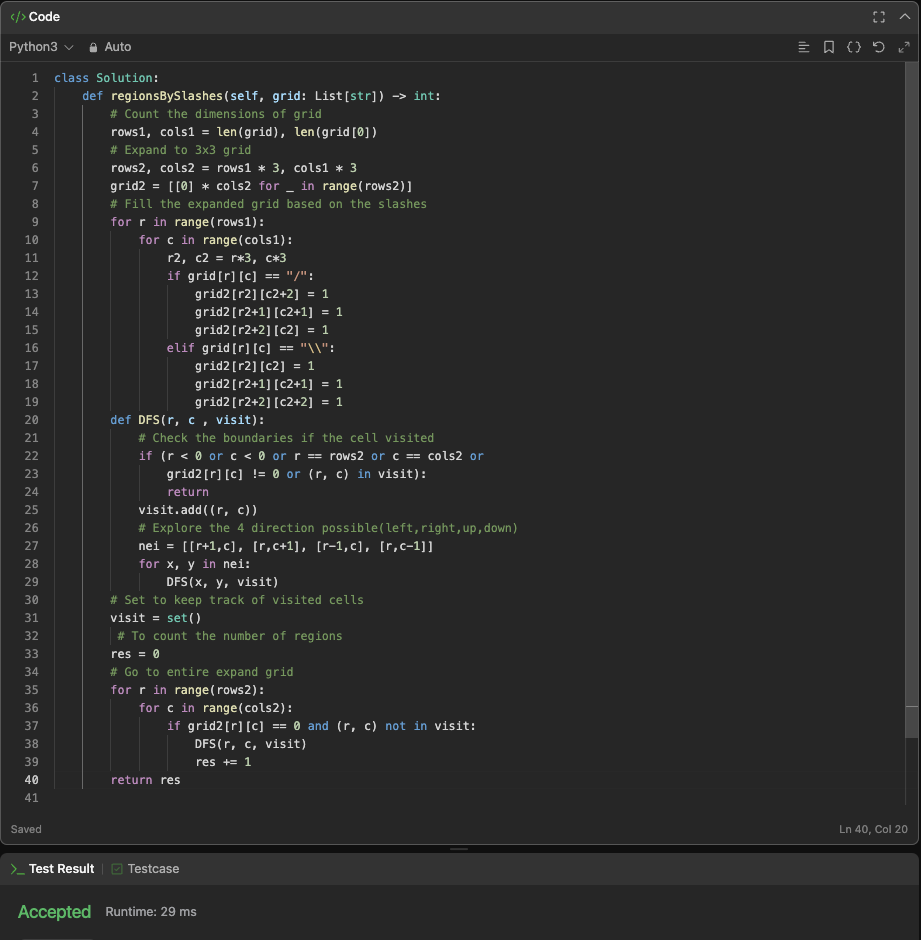 </> Code
Python3 Auto
1 class Solution:
2     def regionsBySlashes(self, grid: List[str]) -> int:
3         # Count the dimensions of grid
4         rows1, cols1 = len(grid), len(grid[0])
5         # Expand to 3x3 grid
6         rows2, cols2 = rows1 * 3, cols1 * 3
7         grid2 = [[0] * cols2 for _ in range(rows2)]
8         # Fill the expanded grid based on the slashes
9         for r in range(rows1):
10             for c in range(cols1):
11                 r2, c2 = r*3, c*3
12                 if grid[r][c] == "/":
13                     grid2[r2][c2+2] = 1
14                     grid2[r2+1][c2+1] = 1
15                     grid2[r2+2][c2] = 1
16                 elif grid[r][c] == "\\":
17                     grid2[r2][c2] = 1
18                     grid2[r2+1][c2+1] = 1
19                     grid2[r2+2][c2+2] = 1
20         def DFS(r, c , visit):
21             # Check the boundaries if the cell visited
22             if (r < 0 or c < 0 or r == rows2 or c == cols2 or
23                 grid2[r][c] != 0 or (r, c) in visit):
24                 return
25             visit.add((r, c))
26             # Explore the 4 direction possible(left,right,up,down)
27             nei = [[r+1,c], [r,c+1], [r-1,c], [r,c-1]]
28             for x, y in nei:
29                 DFS(x, y, visit)
30         # Set to keep track of visited cells
31         visit = set()
32          # To count the number of regions
33         res = 0
34         # Go to entire expand grid
35         for r in range(rows2):
36             for c in range(cols2):
37                 if grid2[r][c] == 0 and (r, c) not in visit:
38                     DFS(r, c, visit)
39                     res += 1
40         return res
41
Saved Ln 40, Col 20
>_ Test Result | Testcase
Accepted Runtime: 29 ms